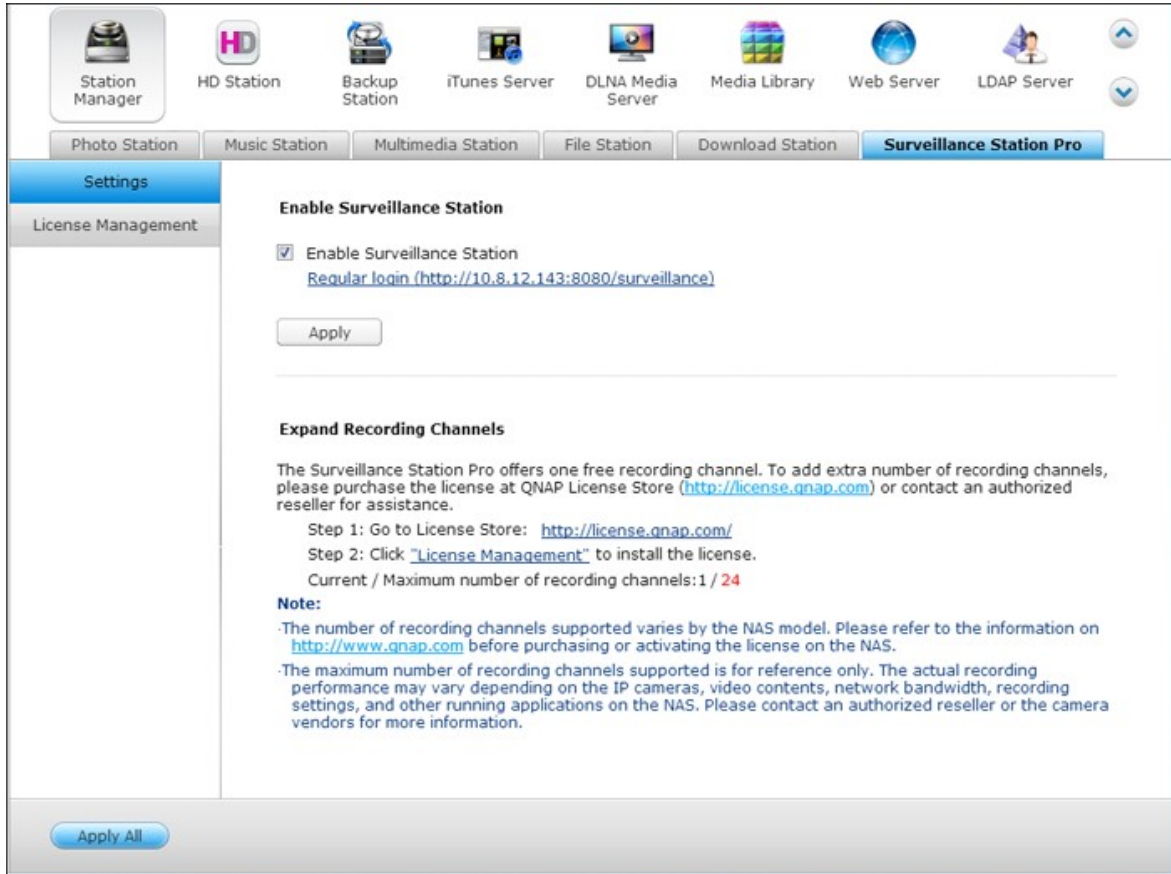 HD
Station
Manager
HD Station
Backup
Station
iTunes Server
DLNA Media
Server
Media Library
Web Server
LDAP Server
Photo Station
Music Station
Multimedia Station
File Station
Download Station
Surveillance Station Pro
Settings
License Management
Enable Surveillance Station
Enable Surveillance Station
Regular login (http://10.8.12.143:8080/surveillance)
Apply
Expand Recording Channels
The Surveillance Station Pro offers one free recording channel. To add extra number of recording channels,
please purchase the license at QNAP License Store (http://license.qnap.com) or contact an authorized
reseller for assistance.
Step 1: Go to License Store: http://license.qnap.com/
Step 2: Click "License Management" to install the license.
Current / Maximum number of recording channels:1 / 24
Note:
·The number of recording channels supported varies by the NAS model. Please refer to the information on
http://www.qnap.com before purchasing or activating the license on the NAS.
·The maximum number of recording channels supported is for reference only. The actual recording
performance may vary depending on the IP cameras, video contents, network bandwidth, recording
settings, and other running applications on the NAS. Please contact an authorized reseller or the camera
vendors for more information.
Apply All